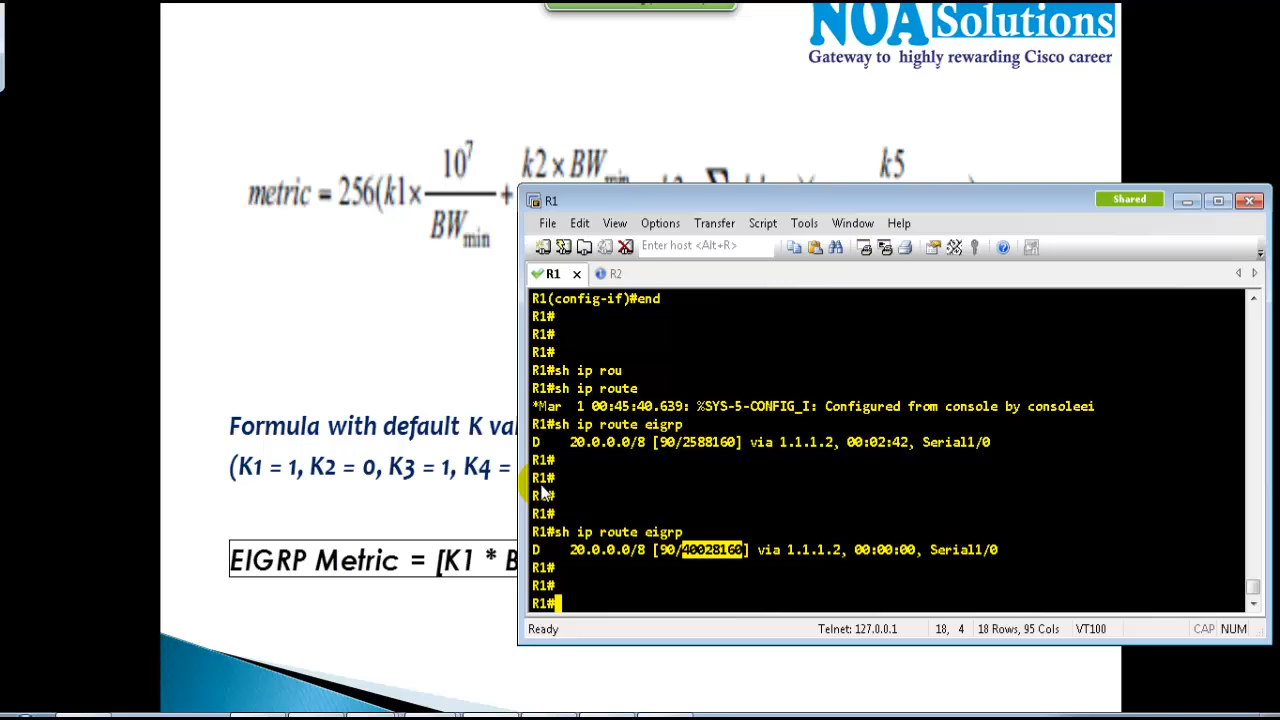 NOA Solutions
Gateway to highly rewarding Cisco career
metric = 256(k1× 10^7 / BWmin + k2 × BWmin
k5
R1
Shared
File Edit View Options Transfer Script Tools Window Help
Enter host <Alt+R>
R1 R2
R1(config-if)#end
R1#
R1#
R1#
R1#sh ip rou
R1#sh ip route
*Mar 1 00:45:40.639: %SYS-5-CONFIG_I: Configured from console by consoleei
R1#sh ip route eigrp
D 20.0.0.0/8 [90/2588160] via 1.1.1.2, 00:02:42, Serial1/0
R1#
R1#
R1#
R1#
R1#sh ip route eigrp
D 20.0.0.0/8 [90/40028160] via 1.1.1.2, 00:00:00, Serial1/0
R1#
R1#
R1#
Formula with default K val
(K1 = 1, K2 = 0, K3 = 1, K4 =
EIGRP Metric = [K1 * B
Ready Telnet: 127.0.0.1 18, 4 18 Rows, 95 Cols VT100 CAP NUM